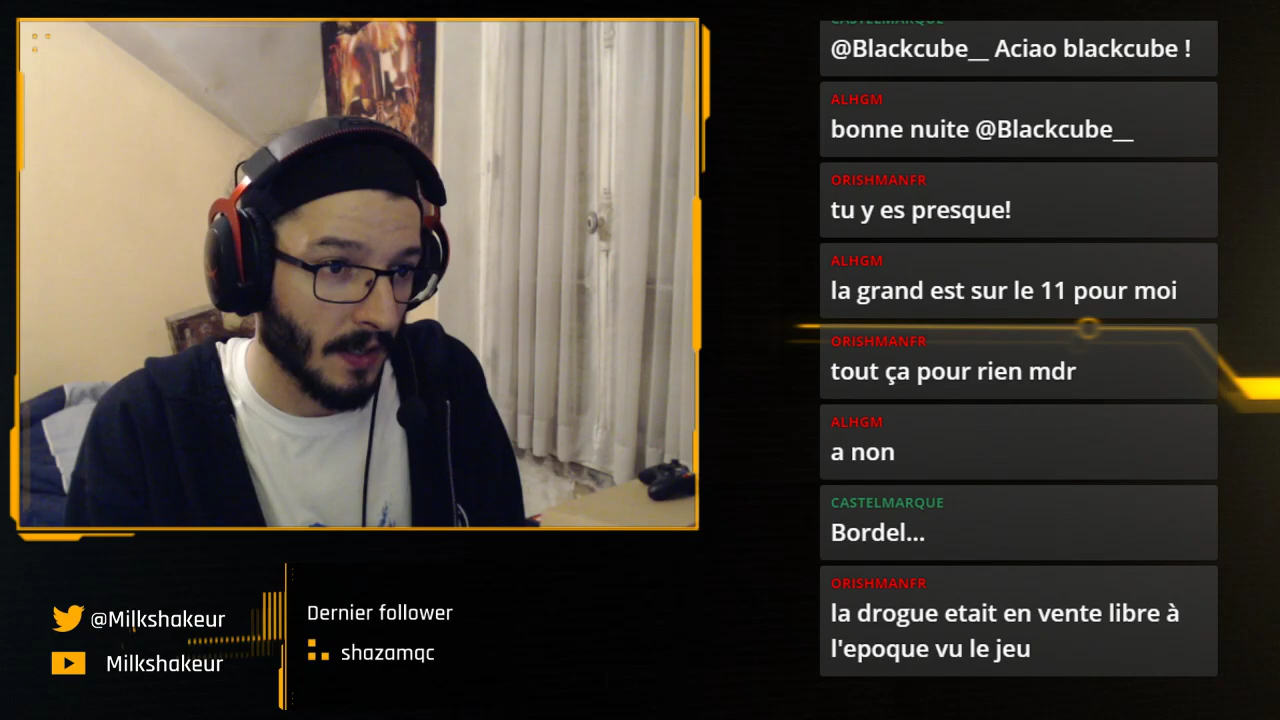 @Milkshakeur
Milkshakeur
Dernier follower
shazamqc
CASTELMARQUE
@Blackcube__ Aciao blackcube !
ALHGM
bonne nuite @Blackcube__
ORISHMANFR
tu y es presque!
ALHGM
la grand est sur le 11 pour moi
ORISHMANFR
tout ça pour rien mdr
ALHGM
a non
CASTELMARQUE
Bordel...
ORISHMANFR
la drogue etait en vente libre à
l'epoque vu le jeu